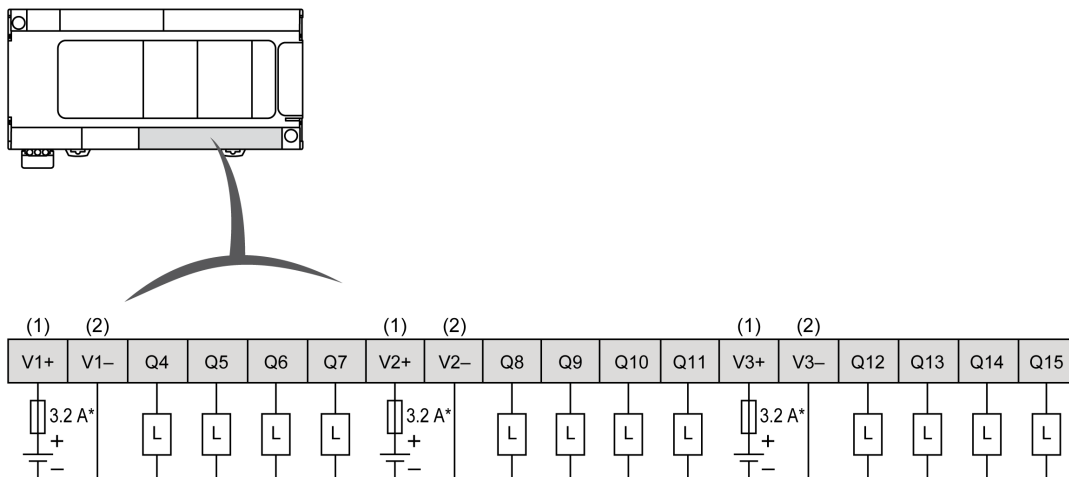 (1) (2) (1) (2) (1) (2)
V1+ V1– Q4 Q5 Q6 Q7 V2+ V2– Q8 Q9 Q10 Q11 V3+ V3– Q12 Q13 Q14 Q15
3.2 A* L L L L 3.2 A* L L L L 3.2 A* L L L L
+ + +
– – –